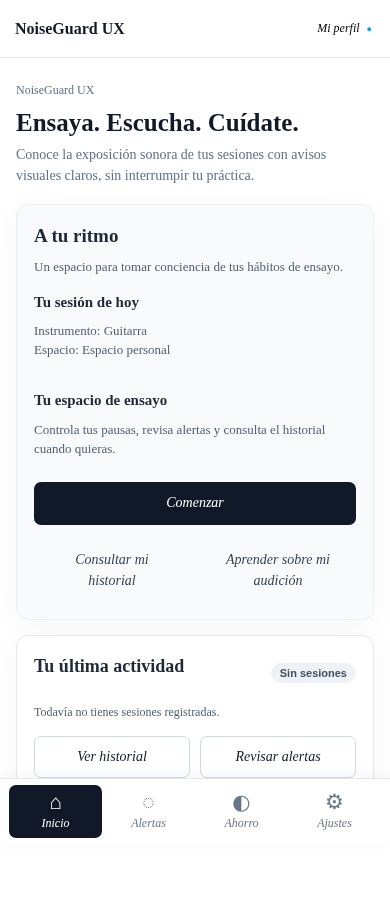 NoiseGuard UX
Mi perfil
NoiseGuard UX
Ensaya. Escucha. Cuídate.
Conoce la exposición sonora de tus sesiones con avisos
visuales claros, sin interrumpir tu práctica.
A tu ritmo
Un espacio para tomar conciencia de tus hábitos de ensayo.
Tu sesión de hoy
Instrumento: Guitarra
Espacio: Espacio personal
Tu espacio de ensayo
Controla tus pausas, revisa alertas y consulta el historial
cuando quieras.
Comenzar
Consultar mi
historial
Aprender sobre mi
audición
Tu última actividad
Sin sesiones
Todavía no tienes sesiones registradas.
Ver historial
Revisar alertas
Inicio
Alertas
Ahorro
Ajustes